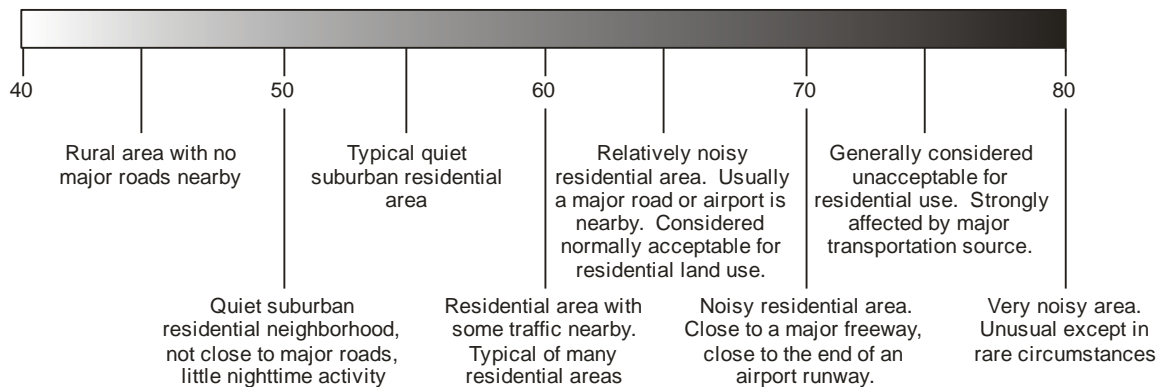 40
50
60
70
80
Rural area with no
major roads nearby
Typical quiet
suburban residential
area
Relatively noisy
residential area.  Usually
a major road or airport is
nearby.  Considered
normally acceptable for
residential land use.
Generally considered
unacceptable for
residential use.  Strongly
affected by major
transportation source.
Quiet suburban
residential neighborhood,
not close to major roads,
little nighttime activity
Residential area with
some traffic nearby.
Typical of many
residential areas
Noisy residential area.
Close to a major freeway,
close to the end of an
airport runway.
Very noisy area.
Unusual except in
rare circumstances